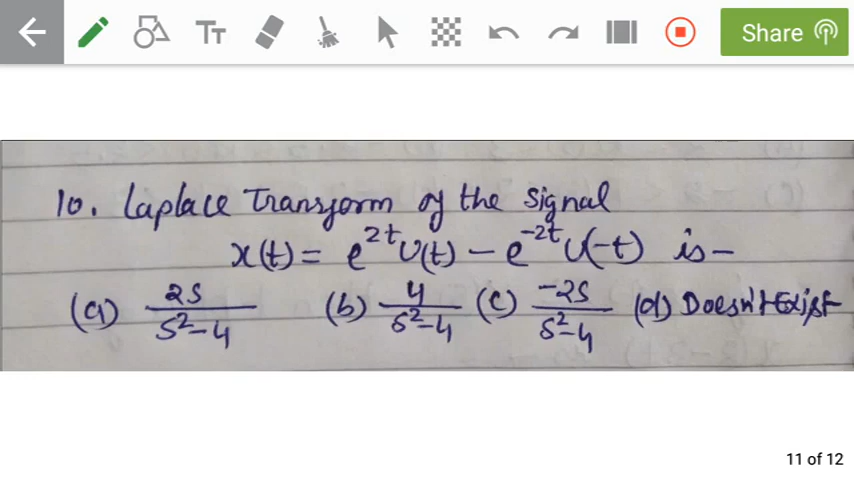 Share
10. Laplace Transform of the signal
x(t) = e^{2t}U(t) - e^{-2t}U(-t) is -
(a) 2s/(s²-4) (b) 4/(s²-4) (c) -2s/(s²-4) (d) Doesn't Exist
11 of 12